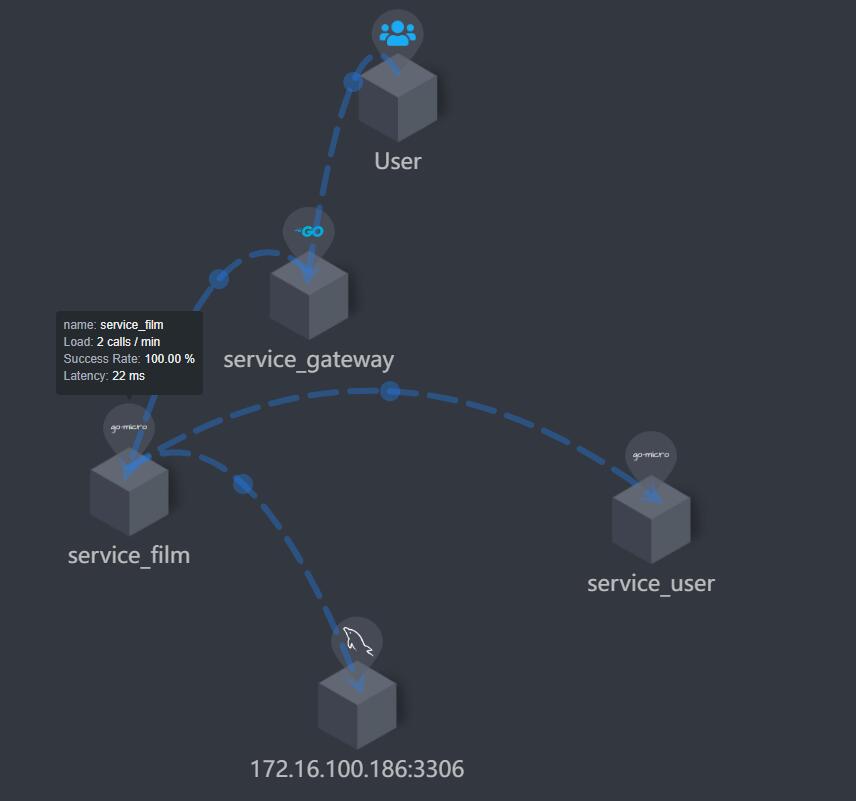 User
GO
service_gateway
name: service_film
Load: 2 calls / min
Success Rate: 100.00 %
Latency: 22 ms
go-micro
service_film
go-micro
service_user
172.16.100.186:3306